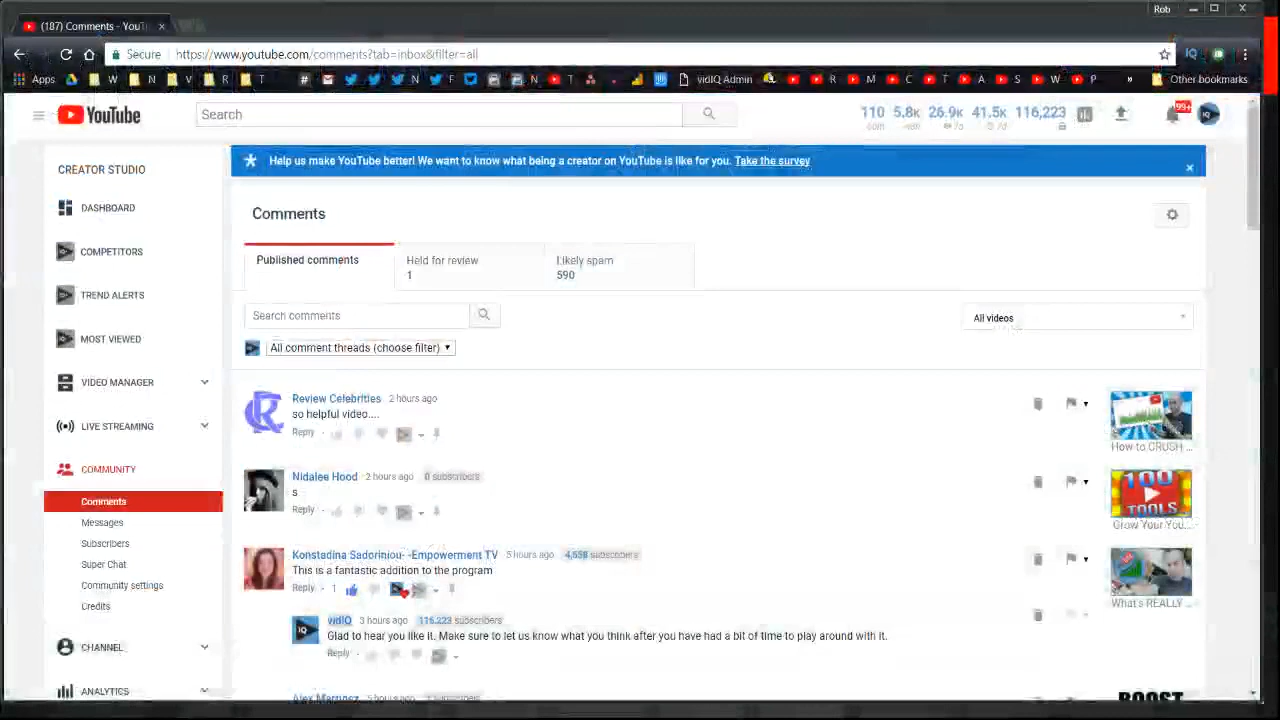 Rob
(187) Comments - YouT
Secure https://www.youtube.com/comments?tab=inbox&filter=all
Apps W N V R T # N F N T vidIQ Admin R M C T A S W P » Other bookmarks
YouTube Search 110 5.8k 26.9k 41.5k 116,223 99+
CREATOR STUDIO
Help us make YouTube better! We want to know what being a creator on YouTube is like for you. Take the survey
DASHBOARD
COMPETITORS
TREND ALERTS
MOST VIEWED
VIDEO MANAGER
LIVE STREAMING
COMMUNITY
Comments
Messages
Subscribers
Super Chat
Community settings
Credits
CHANNEL
ANALYTICS
Comments
Published comments
Held for review
1
Likely spam
590
Search comments
All videos
All comment threads (choose filter)
Review Celebrities 2 hours ago
so helpful video....
Reply
How to CRUSH ...
Nidalee Hood 2 hours ago 0 subscribers
s
Reply
100 TOOLS
Grow Your You...
Konstadina Sadoriniou- -Empowerment TV 5 hours ago 4,558 subscribers
This is a fantastic addition to the program
Reply 1
What's REALLY ...
vidIQ 3 hours ago 116,223 subscribers
Glad to hear you like it. Make sure to let us know what you think after you have had a bit of time to play around with it.
Reply
Alex Martinez 5 hours ago subscribers
BOOST